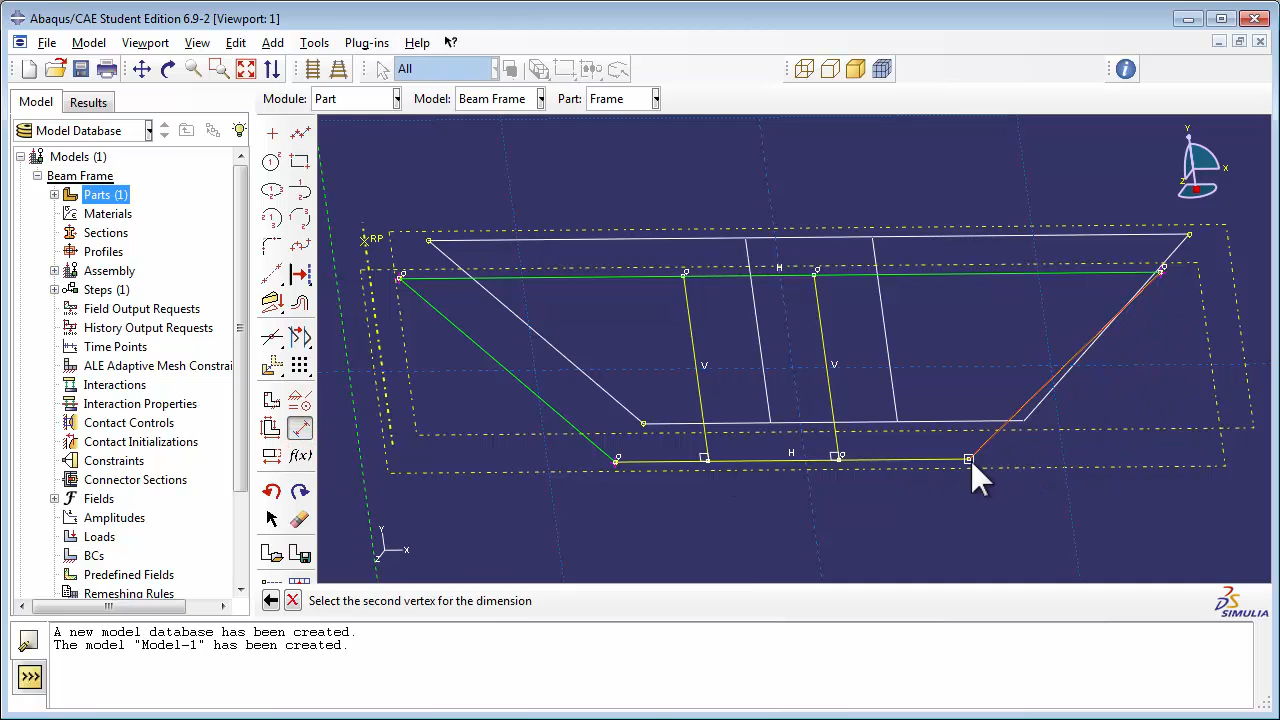 Abaqus/CAE Student Edition 6.9-2 [Viewport: 1]
File Model Viewport View Edit Add Tools Plug-ins Help
All
Model Results
Module: Part Model: Beam Frame Part: Frame
Model Database
Models (1)
Beam Frame
Parts (1)
Materials
Sections
Profiles
Assembly
Steps (1)
Field Output Requests
History Output Requests
Time Points
ALE Adaptive Mesh Constrai
Interactions
Interaction Properties
Contact Controls
Contact Initializations
Constraints
Connector Sections
Fields
Amplitudes
Loads
BCs
Predefined Fields
Remeshing Rules
f(x)
RP
H
V
V
H
Y
X
Z
Y
X
Z
Select the second vertex for the dimension
SIMULIA
A new model database has been created.
The model "Model-1" has been created.
>>>